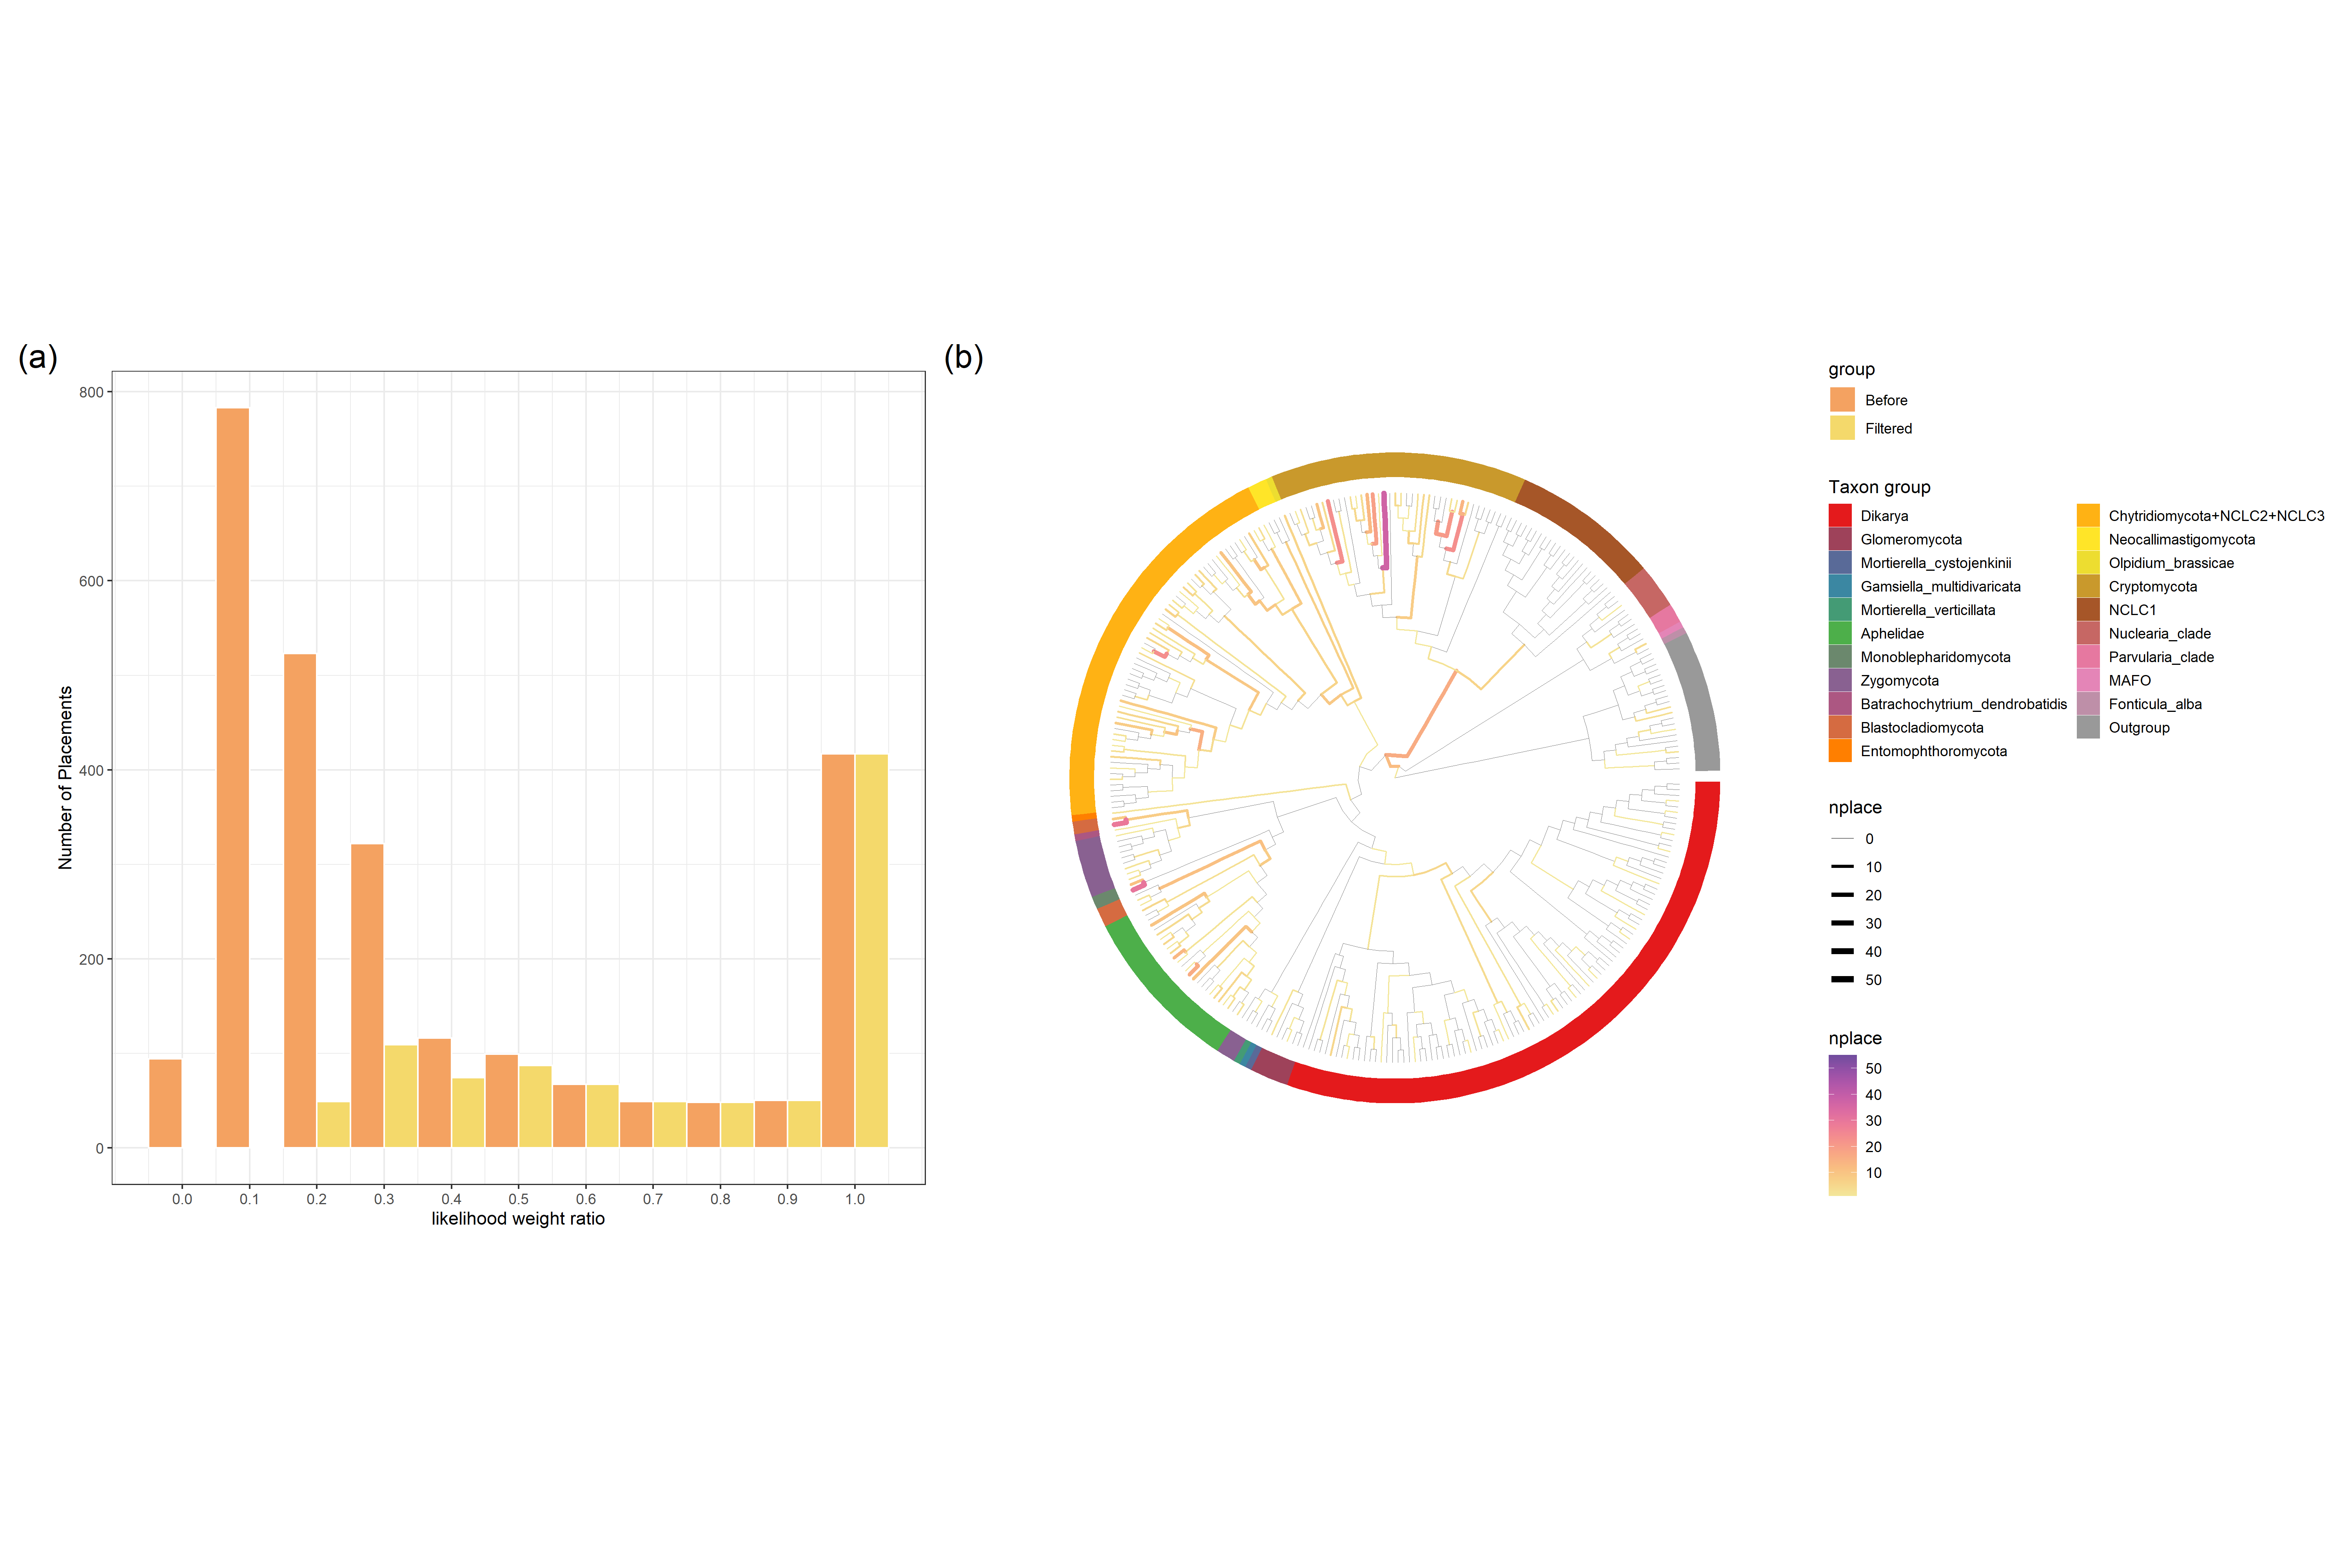 (a)
800
600
400
200
0
Number of Placements
0.0 0.1 0.2 0.3 0.4 0.5 0.6 0.7 0.8 0.9 1.0
likelihood weight ratio
(b)
group
Before
Filtered
Taxon group
Dikarya
Glomeromycota
Mortierella_cystojenkinii
Gamsiella_multidivaricata
Mortierella_verticillata
Aphelidae
Monoblepharidomycota
Zygomycota
Batrachochytrium_dendrobatidis
Blastocladiomycota
Entomophthoromycota
Chytridiomycota+NCLC2+NCLC3
Neocallimastigomycota
Olpidium_brassicae
Cryptomycota
NCLC1
Nuclearia_clade
Parvularia_clade
MAFO
Fonticula_alba
Outgroup
nplace
0
10
20
30
40
50
nplace
50
40
30
20
10